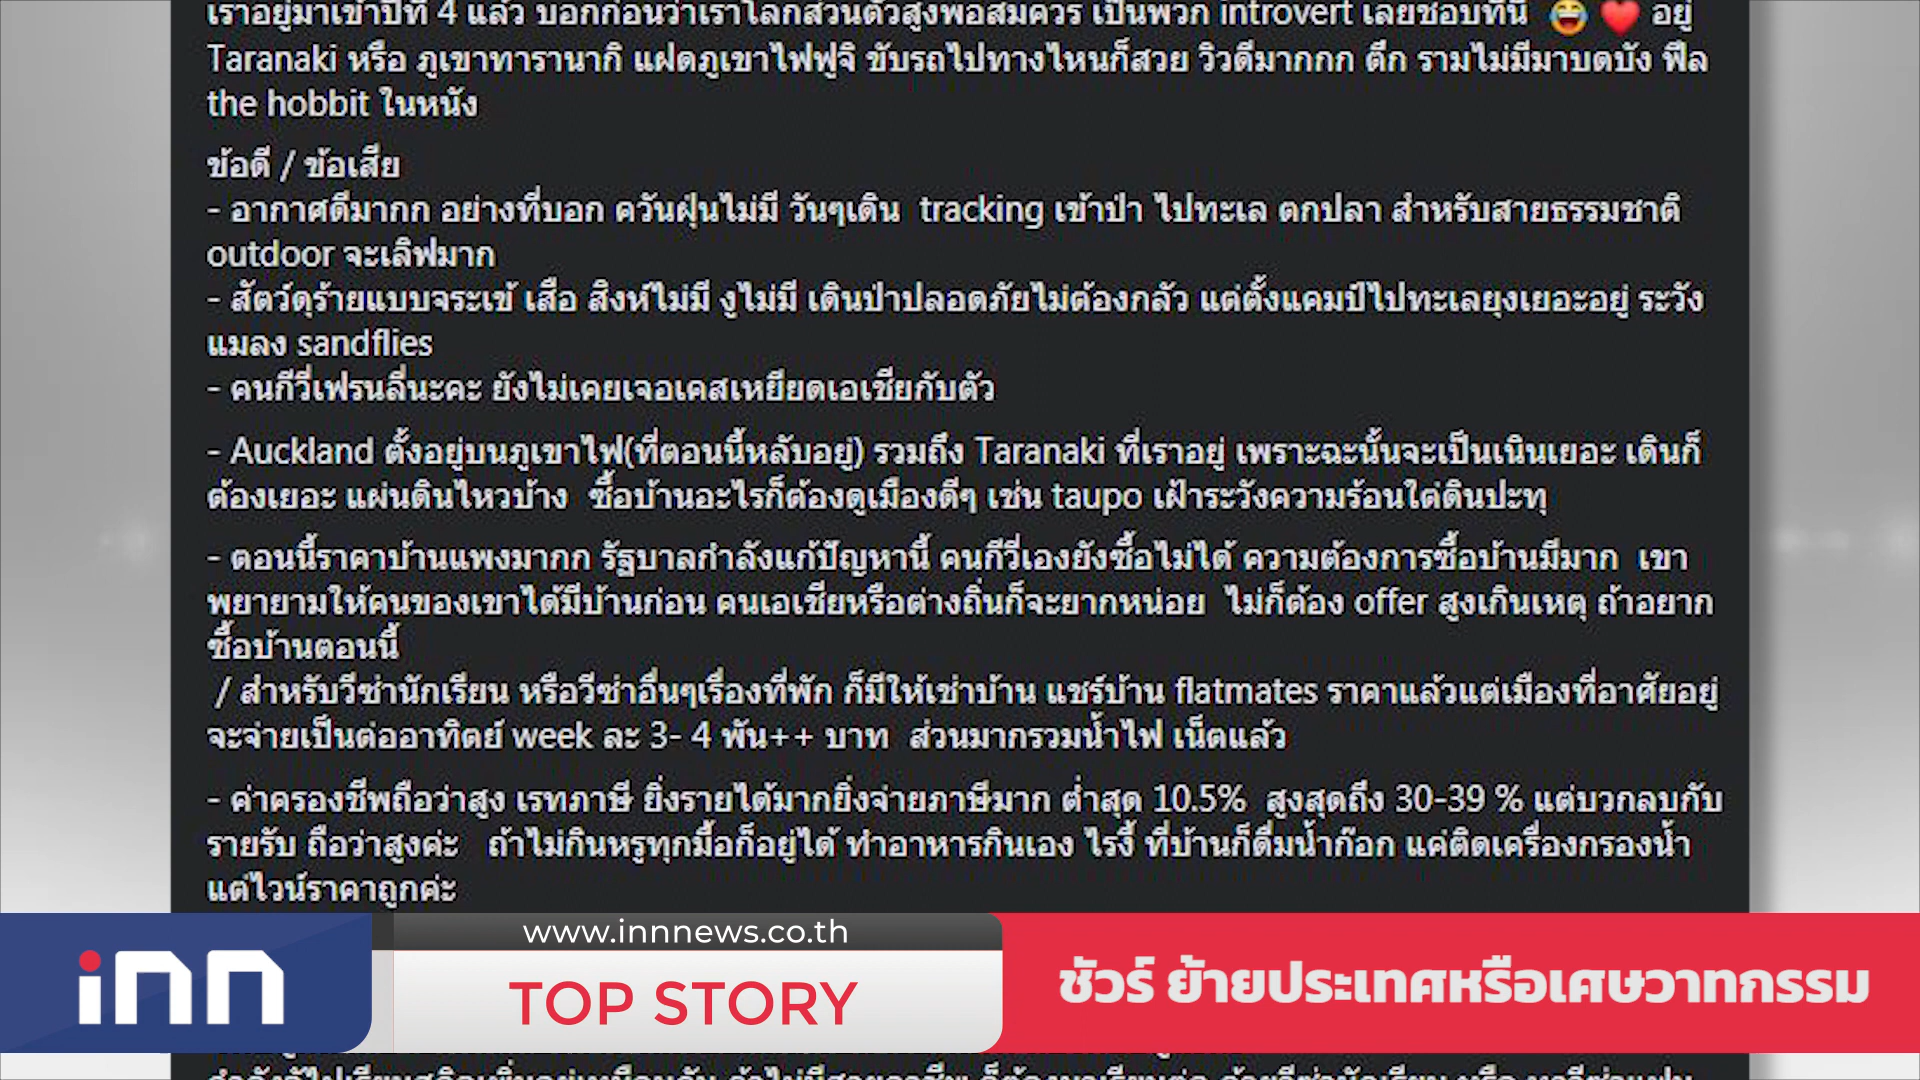 เราอยู่มาเข้าปีที่ 4 แล้ว บอกก่อนว่าเราโลกส่วนตัวสูงพอสมควร เป็นพวก introvert เลยชอบที่นี่ 😂❤️ อยู่
Taranaki หรือ ภูเขาทารานากิ แฝดภูเขาไฟฟูจิ ขับรถไปทางไหนก็สวย วิวดีมากกก ตึก รามไม่มีมาบดบัง ฟีล
the hobbit ในหนัง
ข้อดี / ข้อเสีย
- อากาศดีมากก อย่างที่บอก ควันฝุ่นไม่มี วันๆเดิน tracking เข้าป่า ไปทะเล ตกปลา สำหรับสายธรรมชาติ
outdoor จะเลิฟมาก
- สัตว์ดุร้ายแบบจระเข้ เสือ สิงห์ไม่มี งูไม่มี เดินป่าปลอดภัยไม่ต้องกลัว แต่ตั้งแคมป์ไปทะเลยุงเยอะอยู่ ระวัง
แมลง sandflies
- คนกีวี่เฟรนลี่นะคะ ยังไม่เคยเจอเคสเหยียดเอเชียกับตัว
- Auckland ตั้งอยู่บนภูเขาไฟ(ที่ตอนนี้หลับอยู่) รวมถึง Taranaki ที่เราอยู่ เพราะฉะนั้นจะเป็นเนินเยอะ เดินก็
ต้องเยอะ แผ่นดินไหวบ้าง ซื้อบ้านอะไรก็ต้องดูเมืองดีๆ เช่น taupo เฝ้าระวังความร้อนใต่ดินปะทุ
- ตอนนี้ราคาบ้านแพงมากก รัฐบาลกำลังแก้ปัญหานี้ คนกีวี่เองยังซื้อไม่ได้ ความต้องการซื้อบ้านมีมาก เขา
พยายามให้คนของเขาได้มีบ้านก่อน คนเอเชียหรือต่างถิ่นก็จะยากหน่อย ไม่ก็ต้อง offer สูงเกินเหตุ ถ้าอยาก
ซื้อบ้านตอนนี้
/ สำหรับวีซ่านักเรียน หรือวีซ่าอื่นๆเรื่องที่พัก ก็มีให้เช่าบ้าน แชร์บ้าน flatmates ราคาแล้วแต่เมืองที่อาศัยอยู่
จะจ่ายเป็นต่ออาทิตย์ week ละ 3- 4 พัน++ บาท ส่วนมากรวมน้ำไฟ เน็ตแล้ว
- ค่าครองชีพถือว่าสูง เรทภาษี ยิ่งรายได้มากยิ่งจ่ายภาษีมาก ต่ำสุด 10.5% สูงสุดถึง 30-39 % แต่บวกลบกับ
รายรับ ถือว่าสูงค่ะ ถ้าไม่กินหรูทุกมื้อก็อยู่ได้ ทำอาหารกินเอง ไรงี้ ที่บ้านก็ดื่มน้ำก๊อก แค่ติดเครื่องกรองน้ำ
แต่ไวน์ราคาถูกค่ะ
inn
www.innnews.co.th
TOP STORY
ชัวร์ ย้ายประเทศหรือเศษวาทกรรม